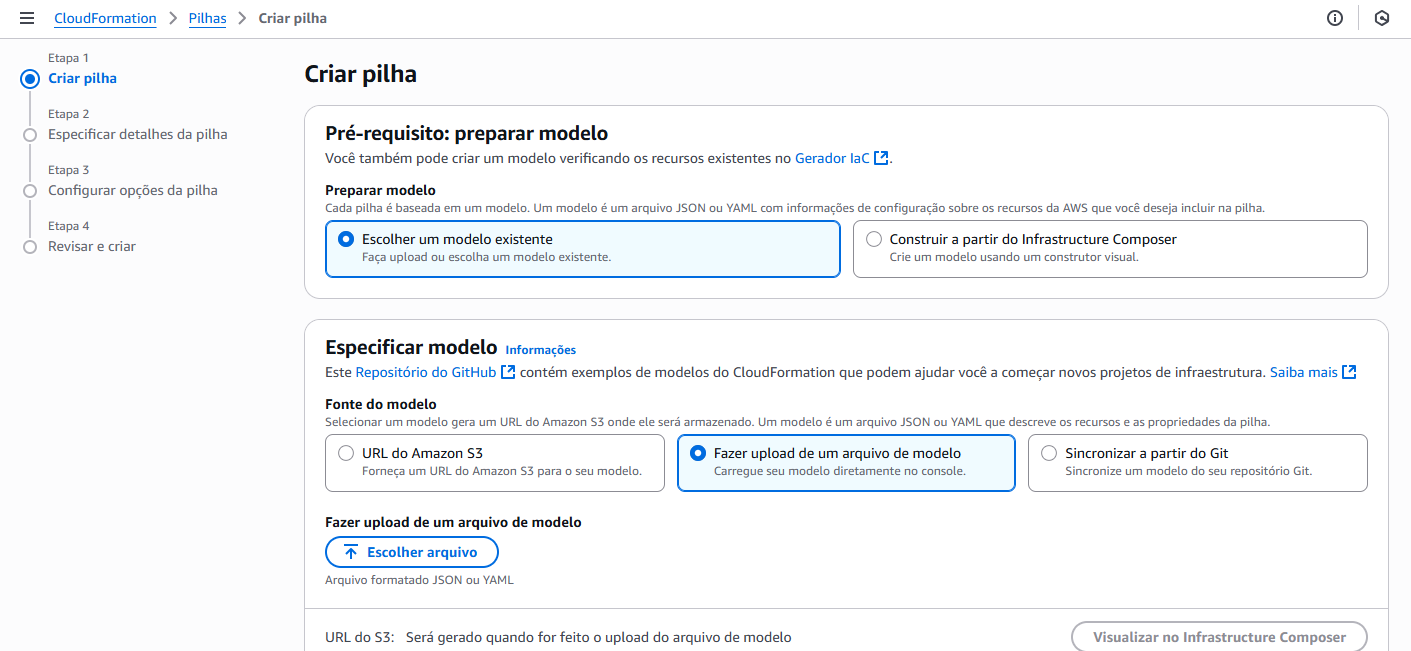 CloudFormation > Pilhas > Criar pilha
Etapa 1
Criar pilha
Etapa 2
Especificar detalhes da pilha
Etapa 3
Configurar opções da pilha
Etapa 4
Revisar e criar
Criar pilha
Pré-requisito: preparar modelo
Você também pode criar um modelo verificando os recursos existentes no Gerador IaC.
Preparar modelo
Cada pilha é baseada em um modelo. Um modelo é um arquivo JSON ou YAML com informações de configuração sobre os recursos da AWS que você deseja incluir na pilha.
Escolher um modelo existente
Faça upload ou escolha um modelo existente.
Construir a partir do Infrastructure Composer
Crie um modelo usando um construtor visual.
Especificar modelo Informações
Este Repositório do GitHub contém exemplos de modelos do CloudFormation que podem ajudar você a começar novos projetos de infraestrutura. Saiba mais
Fonte do modelo
Selecionar um modelo gera um URL do Amazon S3 onde ele será armazenado. Um modelo é um arquivo JSON ou YAML que descreve os recursos e as propriedades da pilha.
URL do Amazon S3
Forneça um URL do Amazon S3 para o seu modelo.
Fazer upload de um arquivo de modelo
Carregue seu modelo diretamente no console.
Sincronizar a partir do Git
Sincronize um modelo do seu repositório Git.
Fazer upload de um arquivo de modelo
Escolher arquivo
Arquivo formatado JSON ou YAML
URL do S3: Será gerado quando for feito o upload do arquivo de modelo
Visualizar no Infrastructure Composer